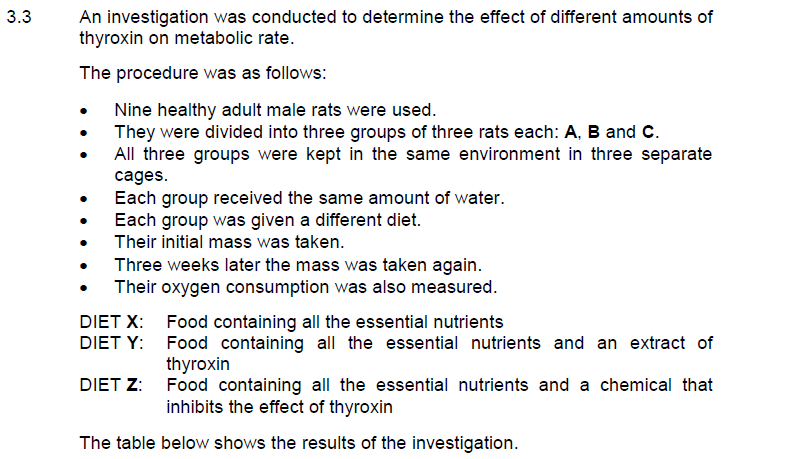 3.3 An investigation was conducted to determine the effect of different amounts of
thyroxin on metabolic rate.
The procedure was as follows:
• Nine healthy adult male rats were used.
• They were divided into three groups of three rats each: A, B and C.
• All three groups were kept in the same environment in three separate
cages.
• Each group received the same amount of water.
• Each group was given a different diet.
• Their initial mass was taken.
• Three weeks later the mass was taken again.
• Their oxygen consumption was also measured.
DIET X: Food containing all the essential nutrients
DIET Y: Food containing all the essential nutrients and an extract of
thyroxin
DIET Z: Food containing all the essential nutrients and a chemical that
inhibits the effect of thyroxin
The table below shows the results of the investigation.